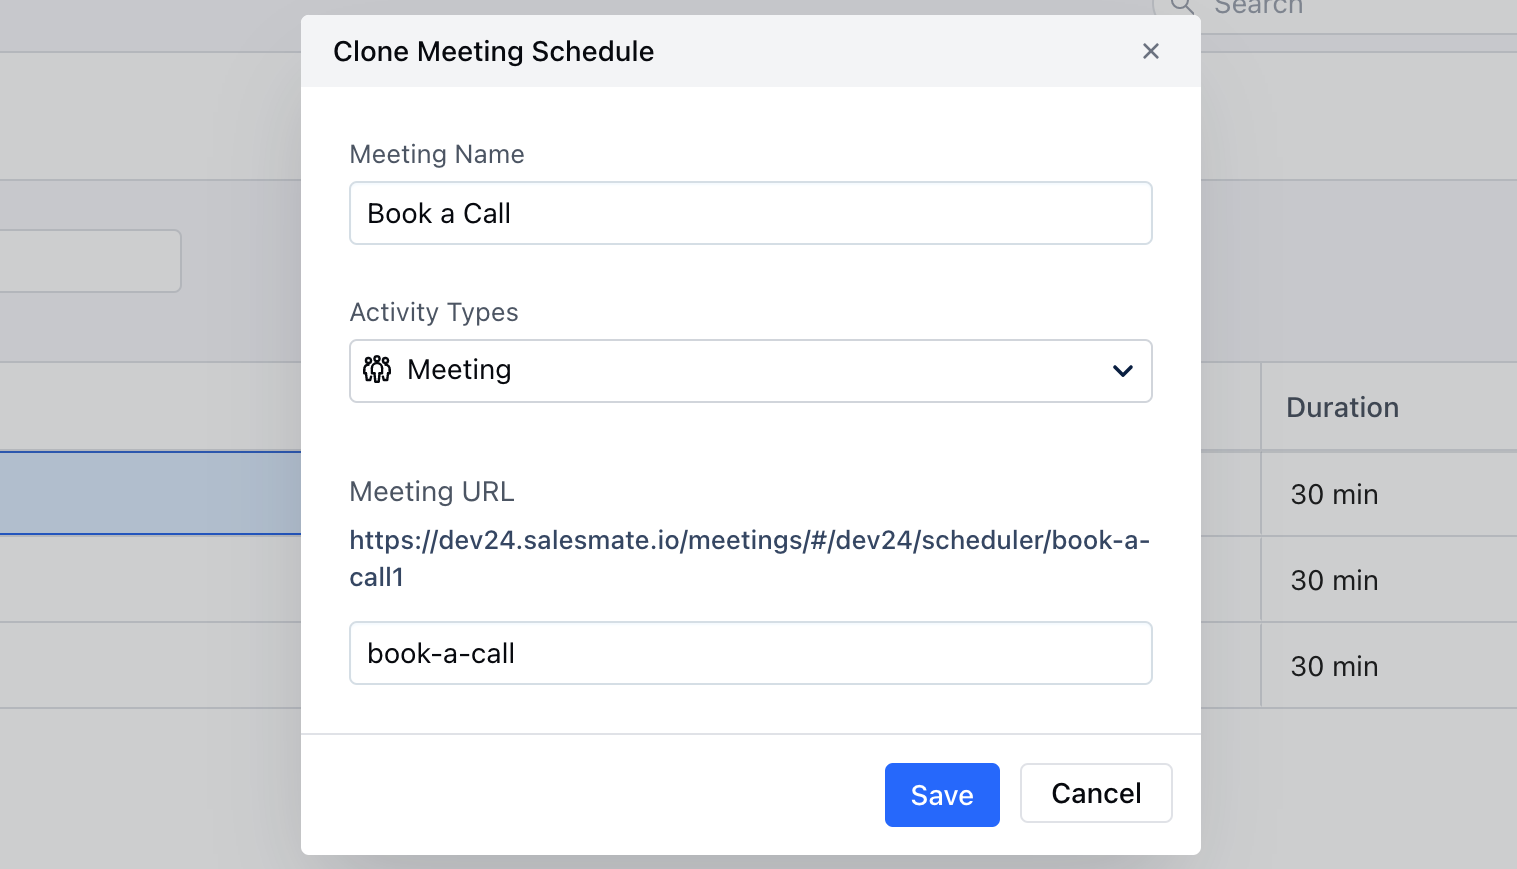 Search
Clone Meeting Schedule
Meeting Name
Book a Call
Activity Types
Meeting
Duration
Meeting URL
30 min
https://dev24.salesmate.io/meetings/#/dev24/scheduler/book-a-
call1
30 min
book-a-call
30 min
Save
Cancel